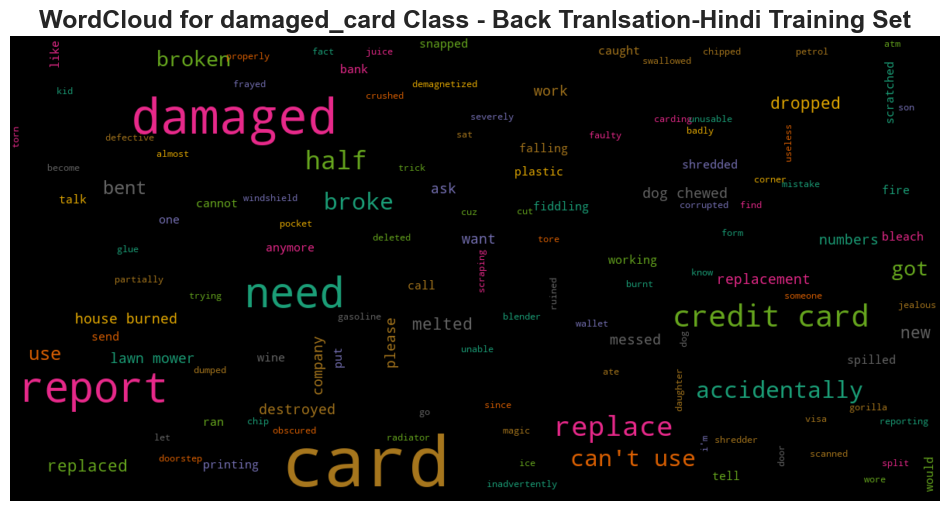 WordCloud for damaged_card Class - Back Tranlsation-Hindi Training Set
like
broken
properly
fact
juice
snapped
caught
swallowed
chipped
petrol
atm
kid
frayed
bank
crushed
demagnetized
work
dropped
scratched
son
torn
damaged
defective
almost
become
severely
sat
falling
faulty
carding
unusable
badly
useless
half
trick
plastic
shredded
corner
talk
bent
cannot
windshield
broke
ask
dog chewed
corrupted
find
mistake
fire
one
pocket
cuz
cut
fiddling
glue
anymore
deleted
want
tore
form
numbers
bleach
partially
trying
need
scraping
working
know
burnt
replacement
someone
got
call
ruined
jealous
house burned
send
gasoline
melted
blender
wallet
credit card
new
use
lawn mower
wine
company
put
please
unable
messed
dog
spilled
dumped
report
ate
daughter
accidentally
destroyed
go
since
gorilla
ran
chip
obscured
magic
replace
visa
reporting
let
radiator
i'm
shredder
replaced
doorstep
printing
card
ice
can't use
door
scanned
split
inadvertently
tell
wore
would